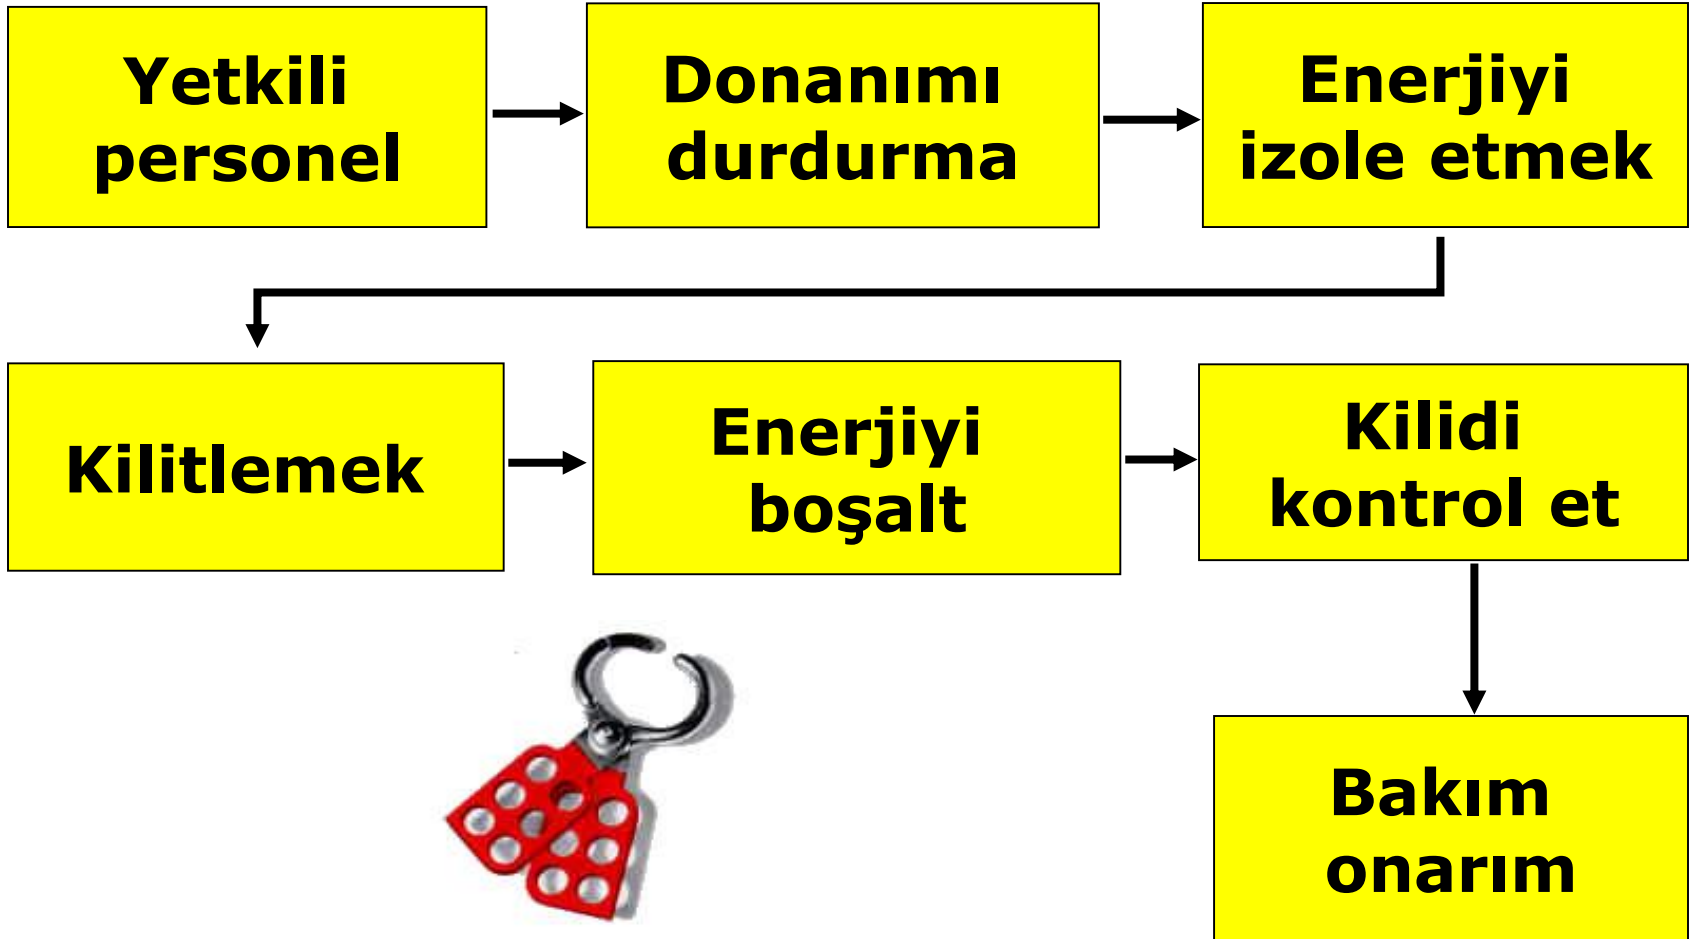 Yetkili
personel
Donanımı
durdurma
Enerjiyi
izole etmek
Kilitlemek
Enerjiyi
boşalt
Kilidi
kontrol et
Bakım
onarım